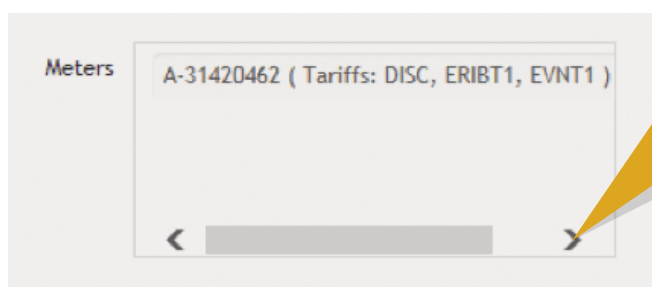 Meters
A-31420462 ( Tariffs: DISC, ERIBT1, EVNT1 )